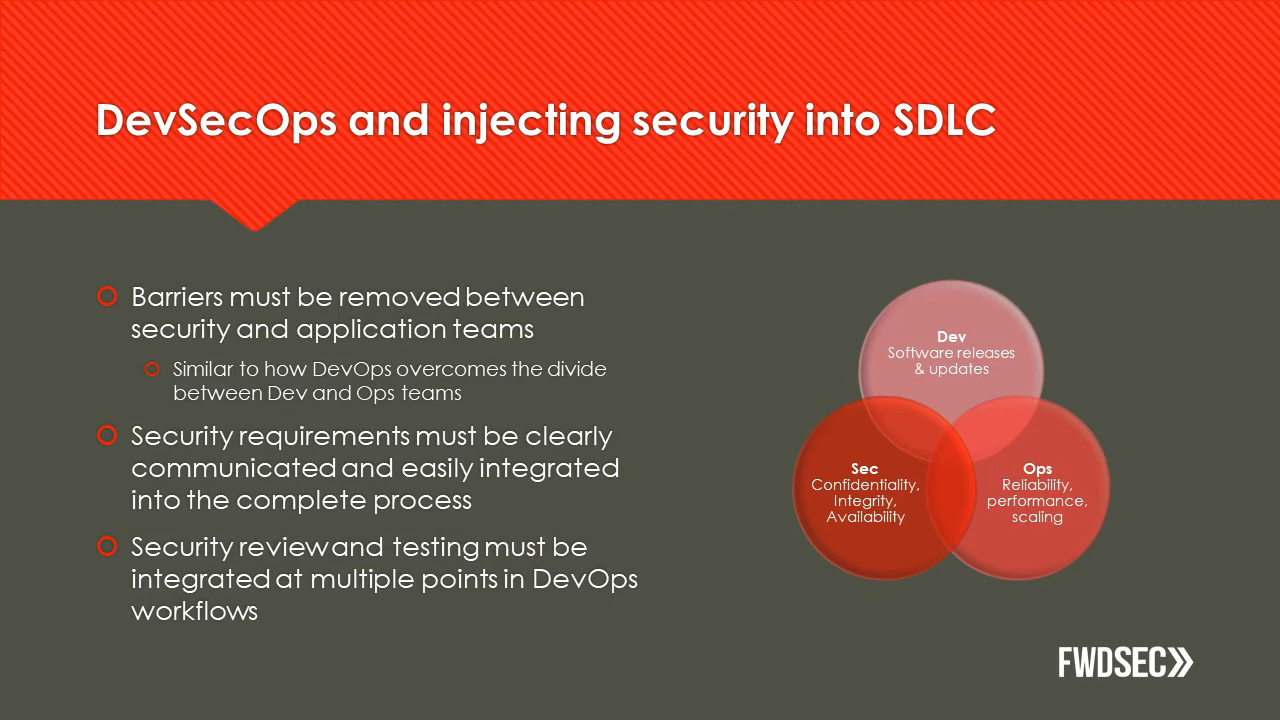 DevSecOps and injecting security into SDLC
Barriers must be removed between
security and application teams
Similar to how DevOps overcomes the divide
between Dev and Ops teams
Security requirements must be clearly
communicated and easily integrated
into the complete process
Security review and testing must be
integrated at multiple points in DevOps
workflows
Dev
Software releases
& updates
Sec
Confidentiality,
Integrity,
Availability
Ops
Reliability,
performance,
scaling
FWDSEC